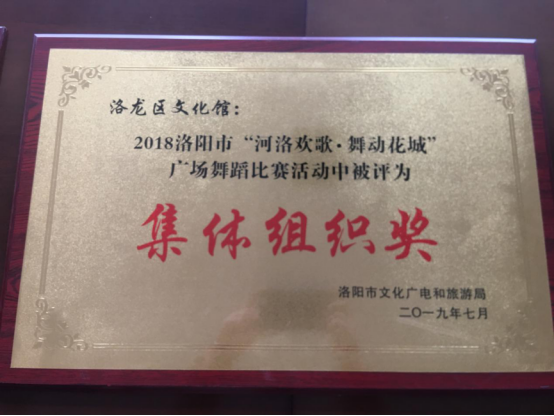 洛龙区文化馆：
2018洛阳市“河洛欢歌·舞动花城”
广场舞蹈比赛活动中被评为
集体组织奖
洛阳市文化广电和旅游局
二〇一九年七月